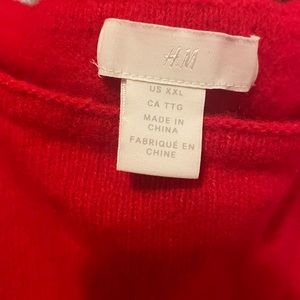 H&M
US XXL
CA TTG
MADE IN
CHINA
FABRIQUÉ EN
CHINE